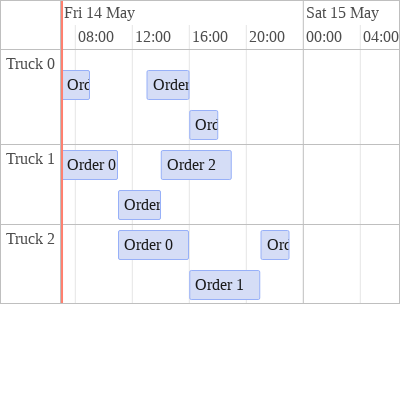 Fri 14 May
Sat 15 May
08:00 12:00 16:00 20:00 00:00 04:00
Truck 0
Ord
Order
Ord
Truck 1
Order 0
Order 2
Order
Truck 2
Order 0
Ord
Order 1